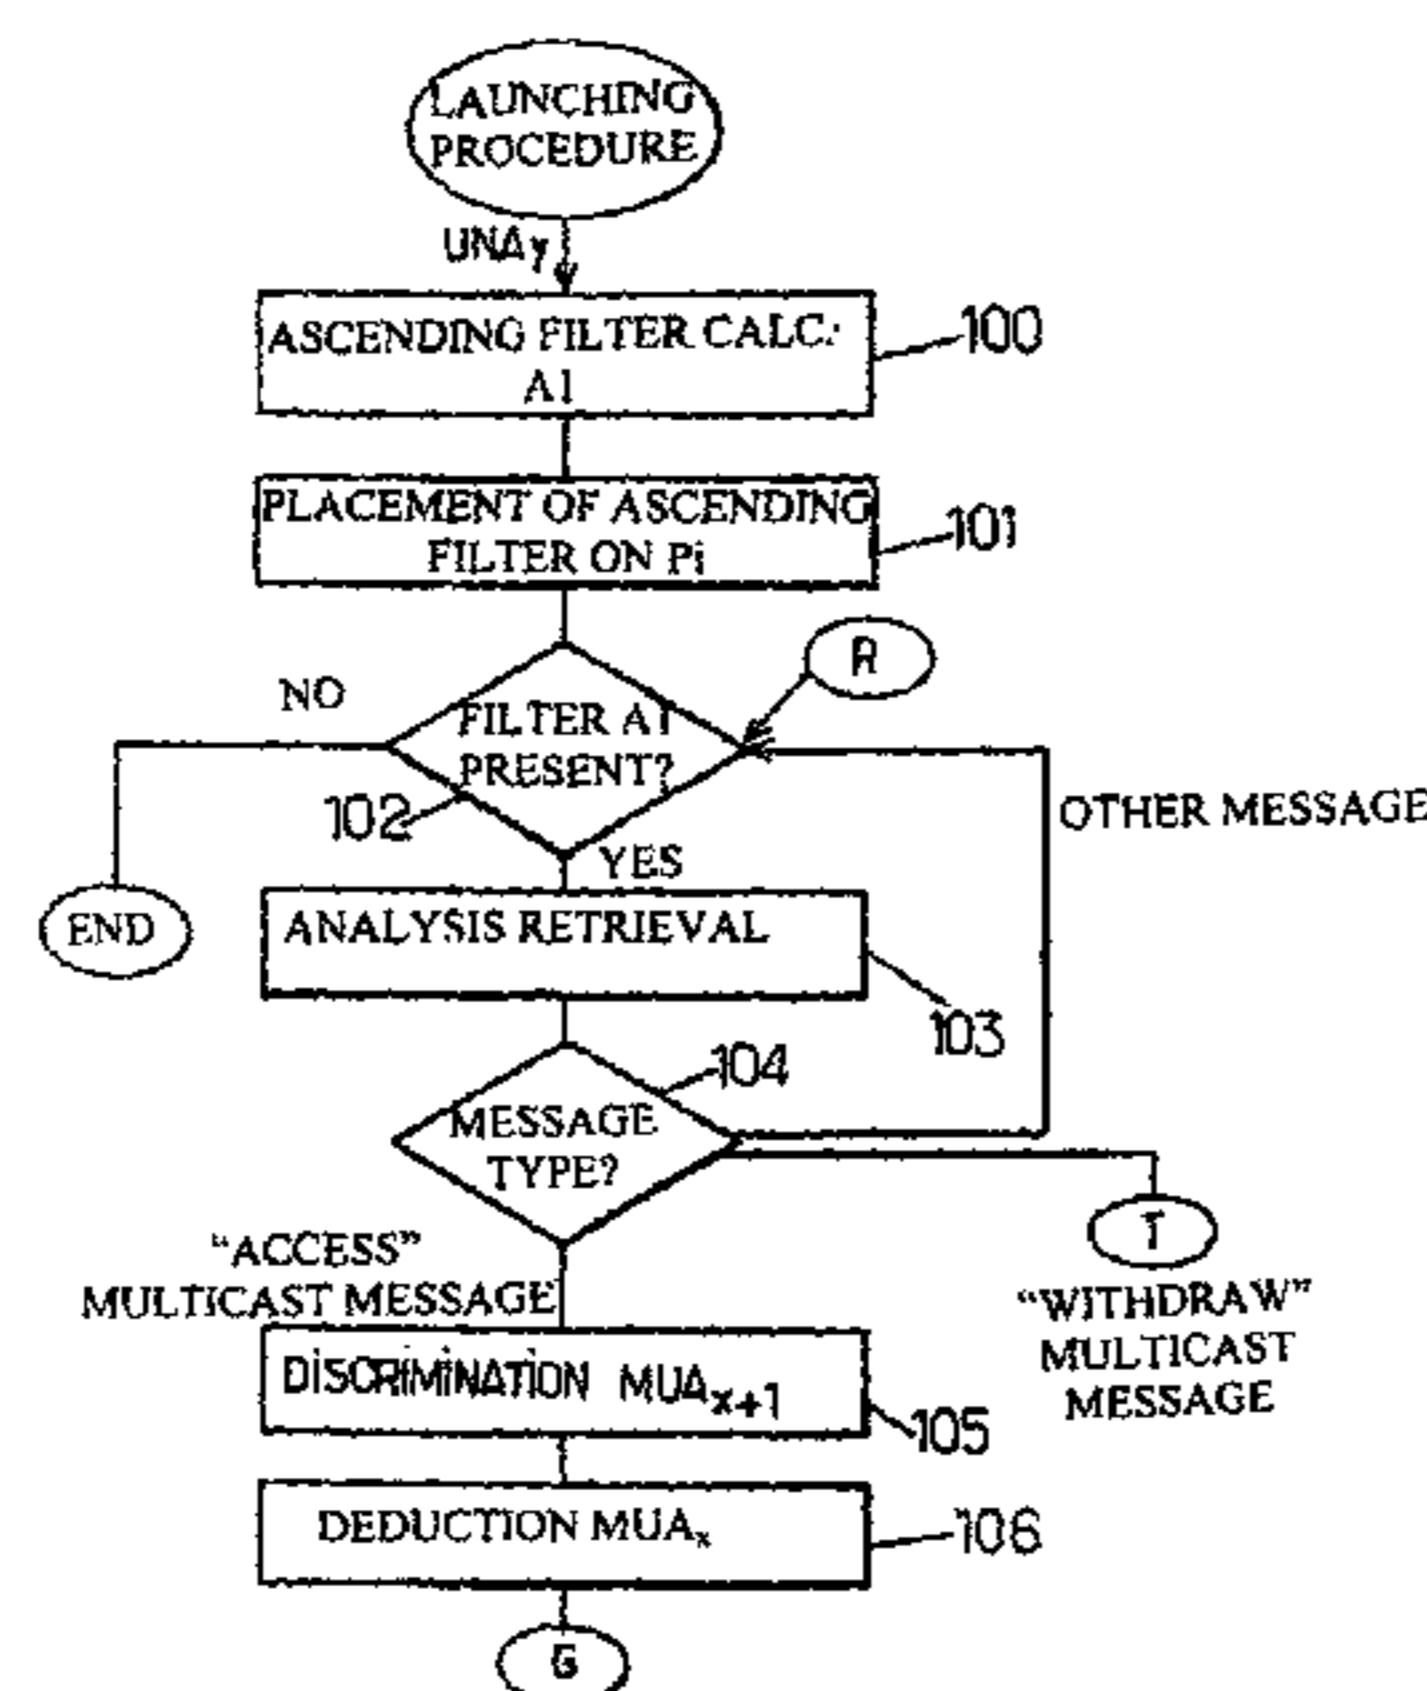 LAUNCHING
PROCEDURE
UNAy
ASCENDING FILTER CALC.
A1
100
PLACEMENT OF ASCENDING
FILTER ON Pi
101
R
NO
FILTER A1
PRESENT?
102
OTHER MESSAGE
YES
END
ANALYSIS RETRIEVAL
103
104
MESSAGE
TYPE?
T
"ACCESS"
MULTICAST MESSAGE
"WITHDRAW"
MULTICAST
MESSAGE
DISCRIMINATION MUAx+1
105
DEDUCTION MUAx
106
G